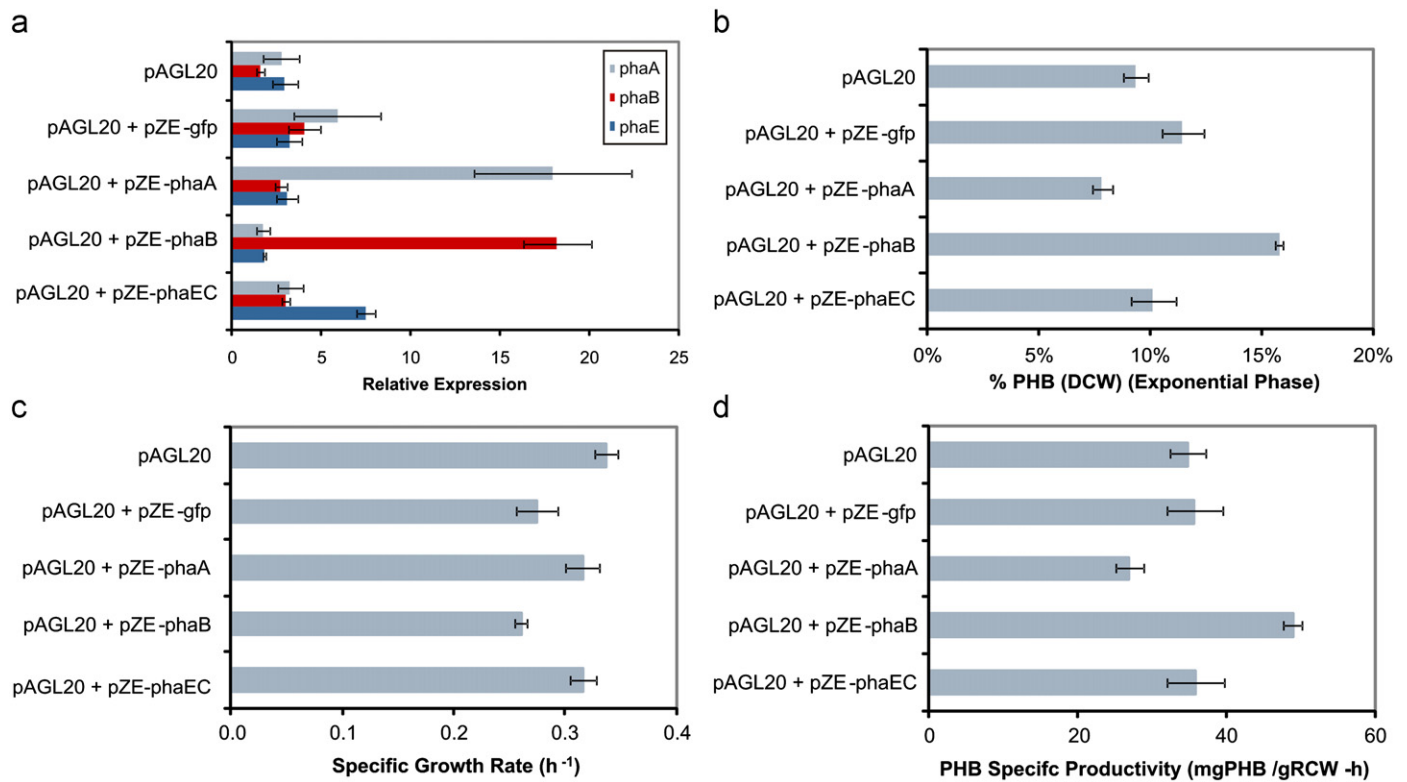 a
pAGL20
pAGL20 + pZE-gfp
pAGL20 + pZE-phaA
pAGL20 + pZE-phaB
pAGL20 + pZE-phaEC
phaA
phaB
phaE
0 5 10 15 20 25
Relative Expression
b
pAGL20
pAGL20 + pZE-gfp
pAGL20 + pZE-phaA
pAGL20 + pZE-phaB
pAGL20 + pZE-phaEC
0% 5% 10% 15% 20%
% PHB (DCW) (Exponential Phase)
c
pAGL20
pAGL20 + pZE-gfp
pAGL20 + pZE-phaA
pAGL20 + pZE-phaB
pAGL20 + pZE-phaEC
0.0 0.1 0.2 0.3 0.4
Specific Growth Rate (h⁻¹)
d
pAGL20
pAGL20 + pZE-gfp
pAGL20 + pZE-phaA
pAGL20 + pZE-phaB
pAGL20 + pZE-phaEC
0 20 40 60
PHB Specifc Productivity (mgPHB /gRCW -h)